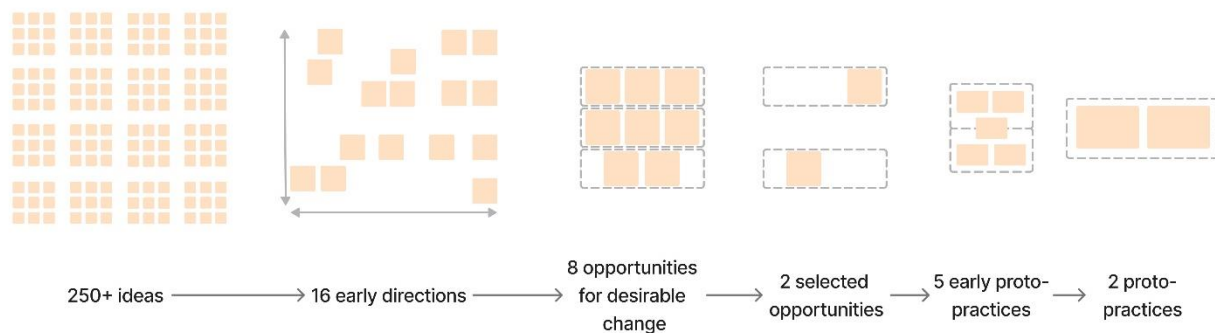 250+ ideas
16 early directions
8 opportunities
for desirable
change
2 selected
opportunities
5 early proto-
practices
2 proto-
practices